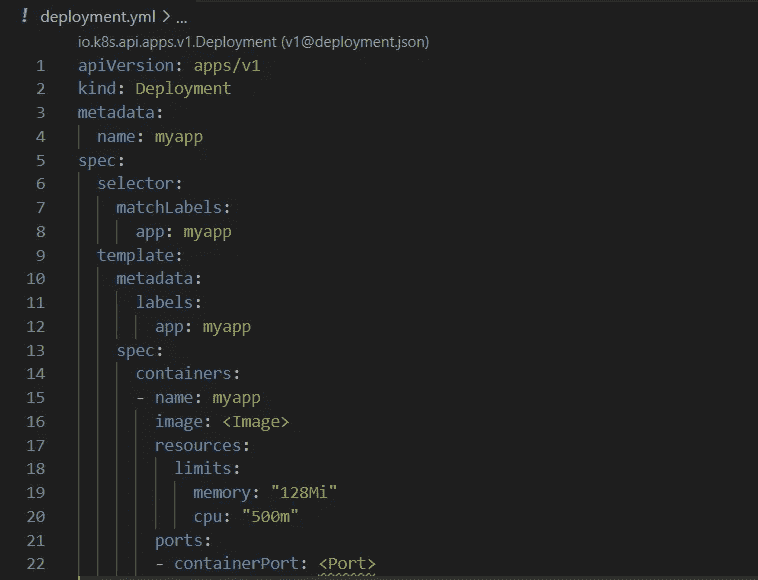 ! deployment.yml > ...
io.k8s.api.apps.v1.Deployment (v1@deployment.json)
1 apiVersion: apps/v1
2 kind: Deployment
3 metadata:
4   name: myapp
5 spec:
6   selector:
7     matchLabels:
8       app: myapp
9   template:
10     metadata:
11       labels:
12         app: myapp
13     spec:
14       containers:
15       - name: myapp
16         image: <Image>
17         resources:
18           limits:
19             memory: "128Mi"
20             cpu: "500m"
21         ports:
22         - containerPort: <Port>